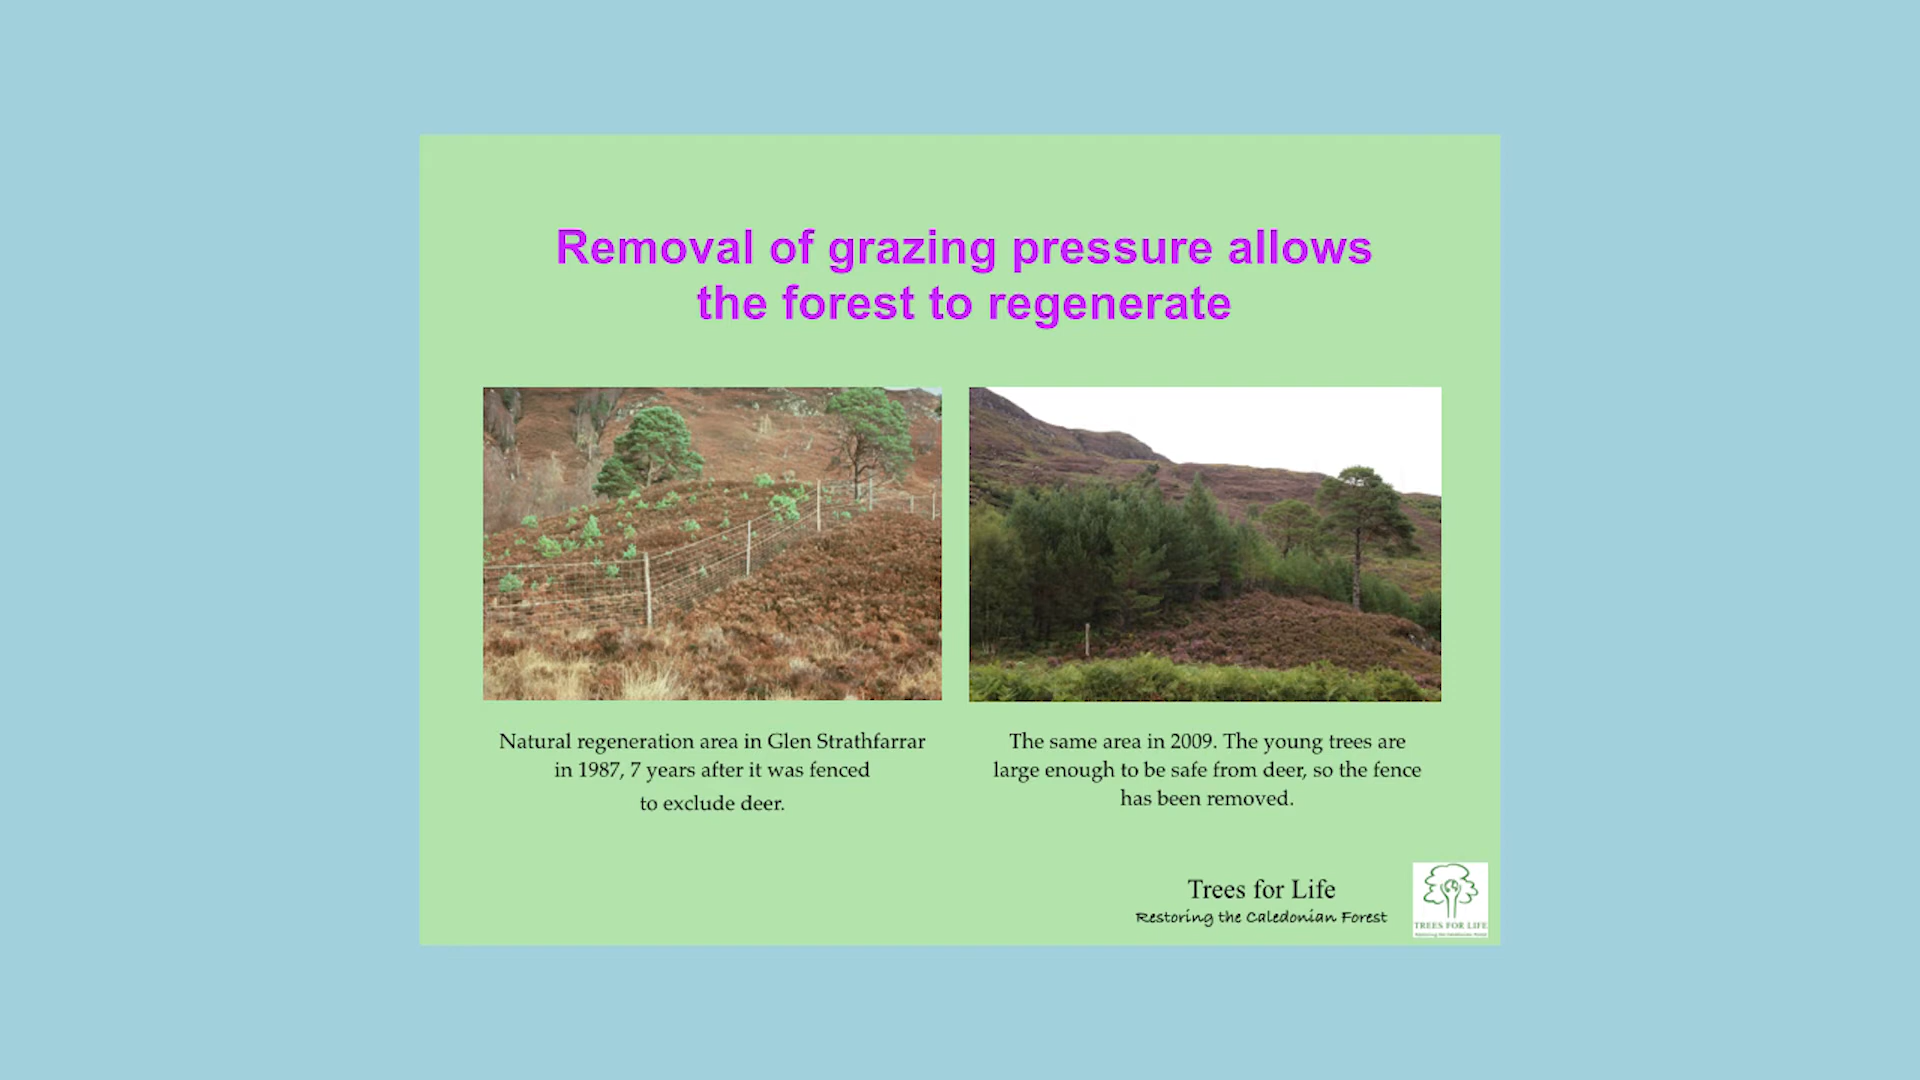 Removal of grazing pressure allows
the forest to regenerate
Natural regeneration area in Glen Strathfarrar
in 1987, 7 years after it was fenced
to exclude deer.
The same area in 2009. The young trees are
large enough to be safe from deer, so the fence
has been removed.
Trees for Life
Restoring the Caledonian Forest
TREES FOR LIFE